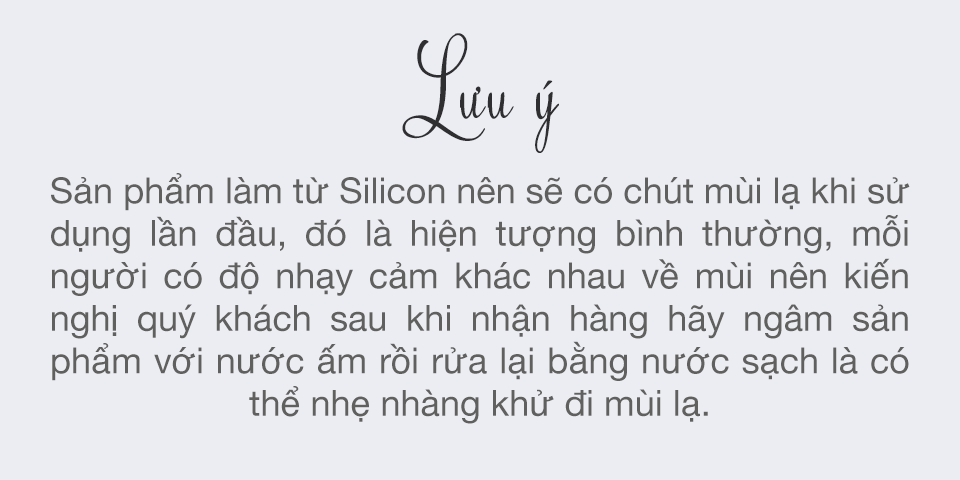 Lưu ý
Sản phẩm làm từ Silicon nên sẽ có chút mùi lạ khi sử
dụng lần đầu, đó là hiện tượng bình thường, mỗi
người có độ nhạy cảm khác nhau về mùi nên kiến
nghị quý khách sau khi nhận hàng hãy ngâm sản
phẩm với nước ấm rồi rửa lại bằng nước sạch là có
thể nhẹ nhàng khử đi mùi lạ.